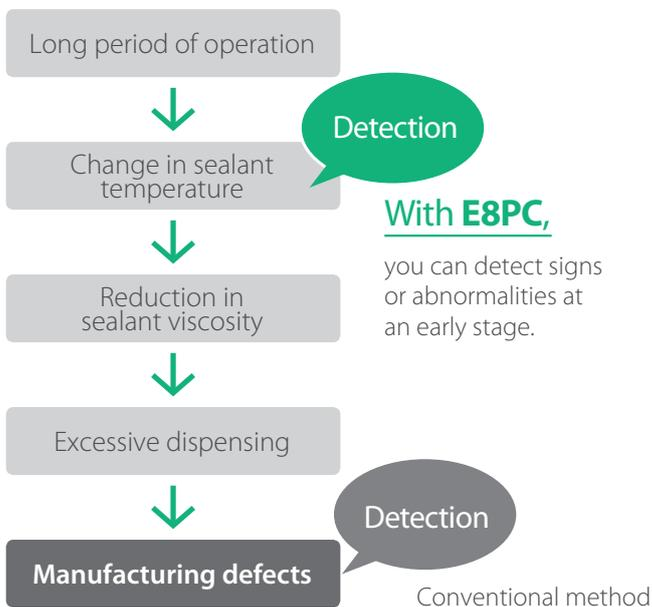 Long period of operation
Detection
Change in sealant
temperature
With E8PC,
you can detect signs
or abnormalities at
an early stage.
Reduction in
sealant viscosity
Excessive dispensing
Detection
Manufacturing defects
Conventional method